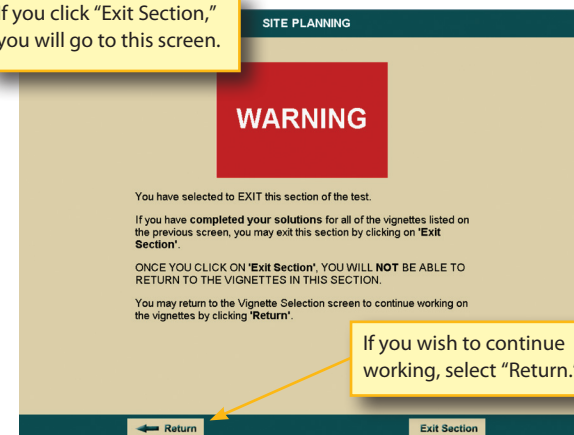 If you click “Exit Section,”
you will go to this screen.
SITE PLANNING
WARNING
You have selected to EXIT this section of the test.
If you have completed your solutions for all of the vignettes listed on
the previous screen, you may exit this section by clicking on 'Exit
Section'.
ONCE YOU CLICK ON 'Exit Section', YOU WILL NOT BE ABLE TO
RETURN TO THE VIGNETTES IN THIS SECTION.
You may return to the Vignette Selection screen to continue working on
the vignettes by clicking 'Return'.
If you wish to continue
working, select “Return.”
Return
Exit Section